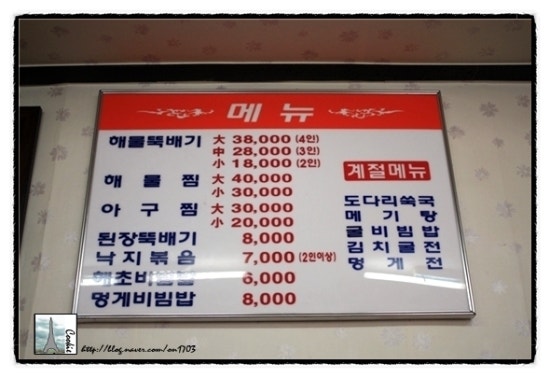 메뉴
해물뚝배기 大 38,000 (4인)
中 28,000 (3인)
小 18,000 (2인)
해물찜 大 40,000
小 30,000
아구찜 大 30,000
小 20,000
된장뚝배기 8,000
낙지볶음 7,000 (2인이상)
해초비빔밥 6,000
멍게비빔밥 8,000
계절메뉴
도다리쑥국
메기탕
굴비빔밥
김치굴전
멍게전
Cookie
http://blog.naver.com/on1703